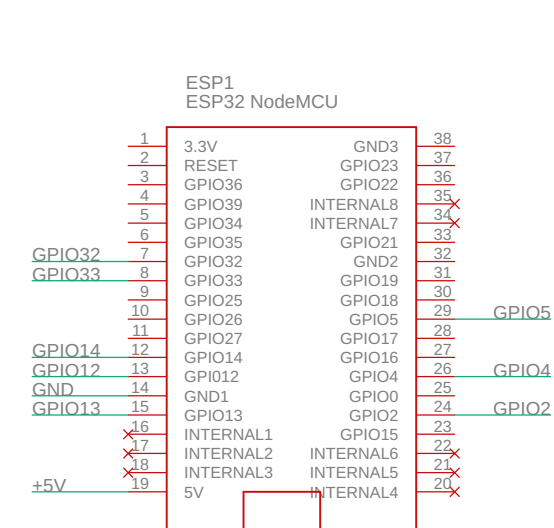 ESP1
ESP32 NodeMCU
1 3.3V GND3 38
2 RESET GPIO23 37
3 GPIO36 GPIO22 36
4 GPIO39 INTERNAL8 35
5 GPIO34 INTERNAL7 34
6 GPIO35 GPIO21 33
GPIO32 7 GPIO32 GND2 32
GPIO33 8 GPIO33 GPIO19 31
9 GPIO25 GPIO18 30
10 GPIO26 GPIO5 29 GPIO5
11 GPIO27 GPIO17 28
GPIO14 12 GPIO14 GPIO16 27
GPIO12 13 GPI012 GPIO4 26 GPIO4
GND 14 GND1 GPIO0 25
GPIO13 15 GPIO13 GPIO2 24 GPIO2
16 INTERNAL1 GPIO15 23
17 INTERNAL2 INTERNAL6 22
18 INTERNAL3 INTERNAL5 21
+5V 19 5V INTERNAL4 20